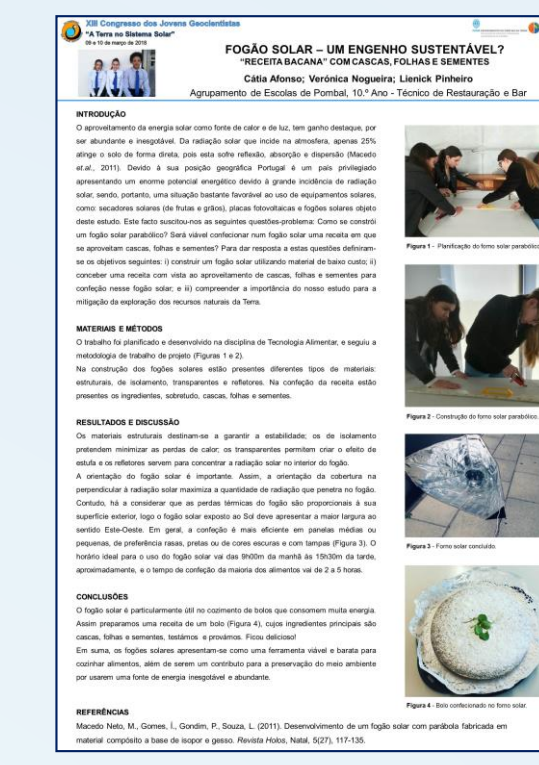 XIII Congresso dos Jovens Geocientistas
"A Terra no Sistema Solar"
09 e 10 de março de 2018
FOGÃO SOLAR – UM ENGENHO SUSTENTÁVEL?
"RECEITA BACANA" COM CASCAS, FOLHAS E SEMENTES
Cátia Afonso; Verónica Nogueira; Lienick Pinheiro
Agrupamento de Escolas de Pombal, 10.º Ano - Técnico de Restauração e Bar
INTRODUÇÃO
O aproveitamento da energia solar como fonte de calor e de luz, tem ganho destaque, por
ser abundante e inesgotável. Da radiação solar que incide na atmosfera, apenas 25%
atinge o solo de forma direta, pois esta sofre reflexão, absorção e dispersão (Macedo
et.al., 2011). Devido à sua posição geográfica Portugal é um país privilegiado
apresentando um enorme potencial energético devido à grande incidência de radiação
solar, sendo, portanto, uma situação bastante favorável ao uso de equipamentos solares,
como: secadores solares (de frutas e grãos), placas fotovoltaicas e fogões solares objeto
deste estudo. Este facto suscitou-nos as seguintes questões-problema: Como se constrói
um fogão solar parabólico? Será viável confecionar num fogão solar uma receita em que
se aproveitam cascas, folhas e sementes? Para dar resposta a estas questões definiram-
se os objetivos seguintes: i) construir um fogão solar utilizando material de baixo custo; ii)
conceber uma receita com vista ao aproveitamento de cascas, folhas e sementes para
confeção nesse fogão solar; e iii) compreender a importância do nosso estudo para a
mitigação da exploração dos recursos naturais da Terra.
Figura 1 - Planificação do forno solar parabólico
MATERIAIS E MÉTODOS
O trabalho foi planificado e desenvolvido na disciplina de Tecnologia Alimentar, e seguiu a
metodologia de trabalho de projeto (Figuras 1 e 2).
Na construção dos fogões solares estão presentes diferentes tipos de materiais:
estruturais, de isolamento, transparentes e refletores. Na confeção da receita estão
presentes os ingredientes, sobretudo, cascas, folhas e sementes.
Figura 2 - Construção do forno solar parabólico.
RESULTADOS E DISCUSSÃO
Os materiais estruturais destinam-se a garantir a estabilidade; os de isolamento
pretendem minimizar as perdas de calor; os transparentes permitem criar o efeito de
estufa e os refletores servem para concentrar a radiação solar no interior do fogão.
A orientação do fogão solar é importante. Assim, a orientação da cobertura na
perpendicular à radiação solar maximiza a quantidade de radiação que penetra no fogão.
Contudo, há a considerar que as perdas térmicas do fogão são proporcionais à sua
superfície exterior, logo o fogão solar exposto ao Sol deve apresentar a maior largura ao
sentido Este-Oeste. Em geral, a confeção é mais eficiente em panelas médias ou
pequenas, de preferência rasas, pretas ou de cores escuras e com tampas (Figura 3). O
horário ideal para o uso do fogão solar vai das 9h00m da manhã às 15h30m da tarde,
aproximadamente, e o tempo de confeção da maioria dos alimentos vai de 2 a 5 horas.
Figura 3 - Forno solar concluído.
CONCLUSÕES
O fogão solar é particularmente útil no cozimento de bolos que consomem muita energia.
Assim preparamos uma receita de um bolo (Figura 4), cujos ingredientes principais são
cascas, folhas e sementes, testámos e provámos. Ficou delicioso!
Em suma, os fogões solares apresentam-se como uma ferramenta viável e barata para
cozinhar alimentos, além de serem um contributo para a preservação do meio ambiente
por usarem uma fonte de energia inesgotável e abundante.
Figura 4 - Bolo confecionado no forno solar.
REFERÊNCIAS
Macedo Neto, M., Gomes, Í., Gondim, P., Souza, L. (2011). Desenvolvimento de um fogão solar com parábola fabricada em
material compósito a base de isopor e gesso. Revista Holos, Natal, 5(27), 117-135.